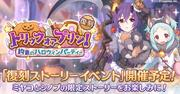 復刻
トリック オア プリン!
約束のハロウィンパーティー
「復刻ストーリーイベント」開催予定!
ミヤコとシノブの限定ストーリーをお楽しみに!